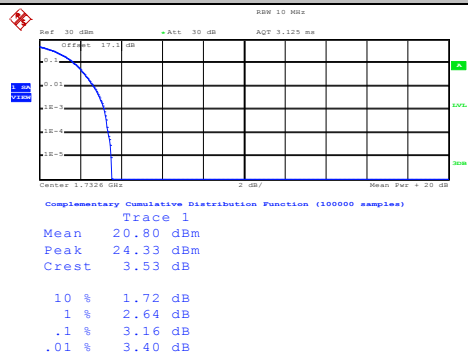 RBW 10 MHz
Ref 30 dBm *Att 30 dB AQT 3.125 ms
Offset 17.1 dB
0.1
A
0.01
1 SA
VIEW
1E-3
LVL
1E-4
1E-5
3DB
Center 1.7326 GHz 2 dB/ Mean Pwr + 20 dB
Complementary Cumulative Distribution Function (100000 samples)
Trace 1
Mean 20.80 dBm
Peak 24.33 dBm
Crest 3.53 dB
10 % 1.72 dB
1 % 2.64 dB
.1 % 3.16 dB
.01 % 3.40 dB